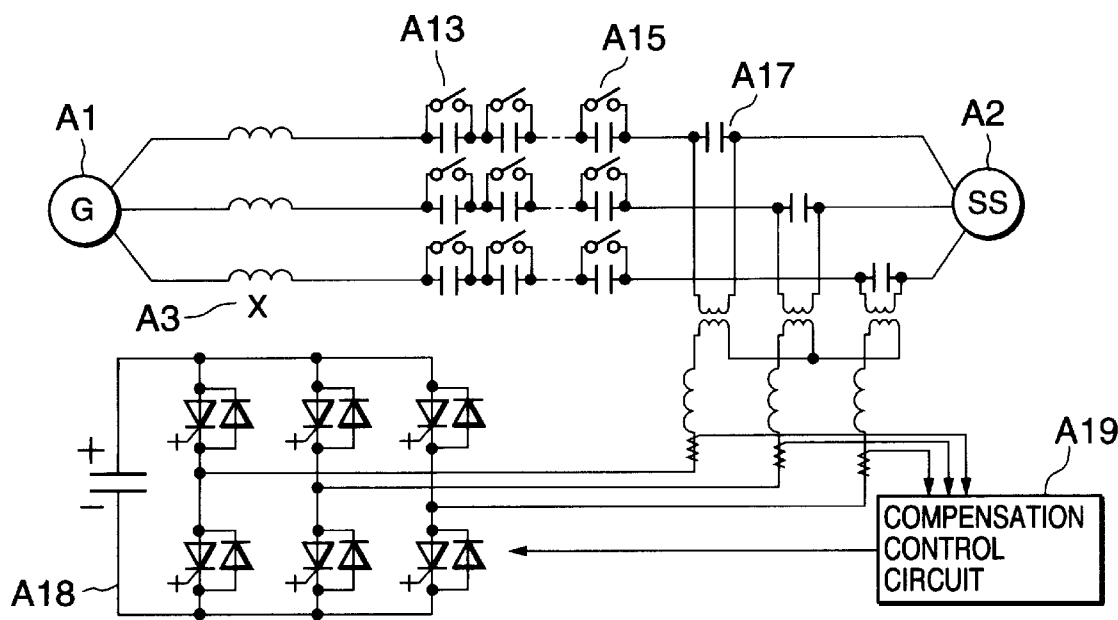 A13
A15
A17
A1
A2
G
SS
A3
X
A19
+
−
+
+
+
+
+
+
COMPENSATION
CONTROL
CIRCUIT
A18